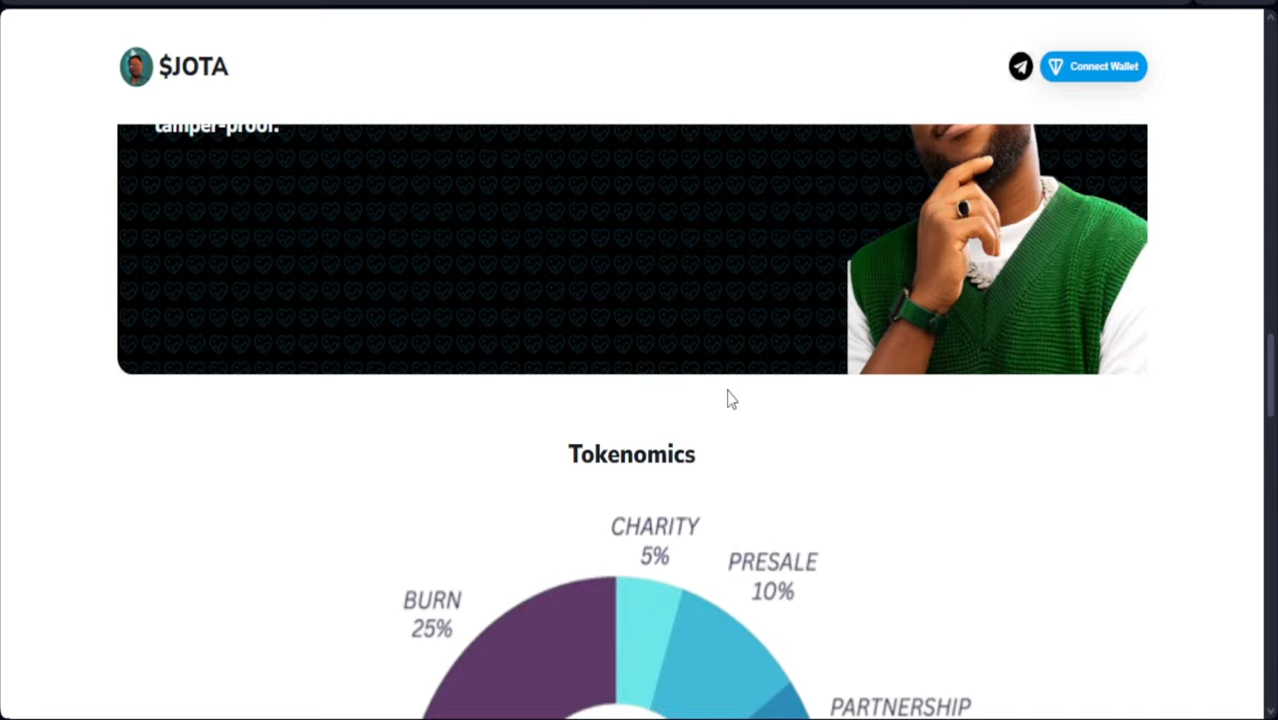 $JOTA
Connect Wallet
tamper-proof.
Tokenomics
CHARITY
5%
PRESALE
10%
BURN
25%
PARTNERSHIP